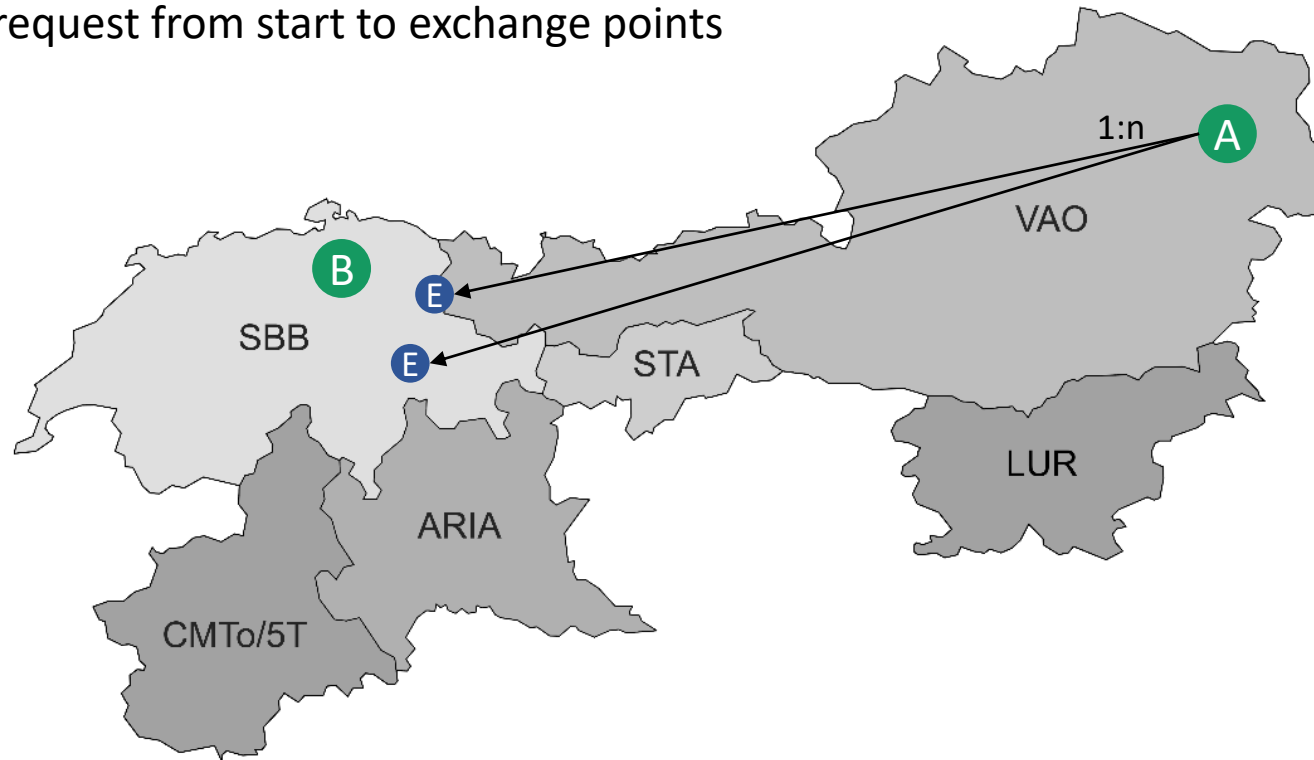 request from start to exchange points
1:n
A
VAO
B
E
SBB
E
STA
LUR
ARIA
CMTo/5T